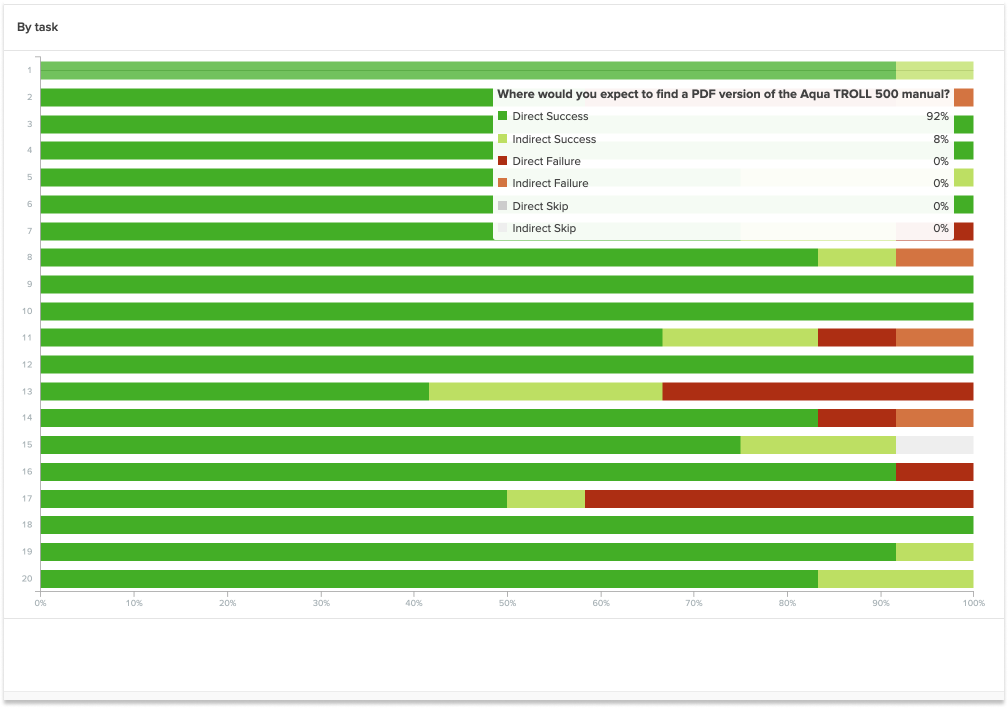 By task
1
2
Where would you expect to find a PDF version of the Aqua TROLL 500 manual?
Direct Success 92%
3
Indirect Success 8%
4
Direct Failure 0%
5
Indirect Failure 0%
6
Direct Skip 0%
7
Indirect Skip 0%
8
9
10
11
12
13
14
15
16
17
18
19
20
0% 10% 20% 30% 40% 50% 60% 70% 80% 90% 100%